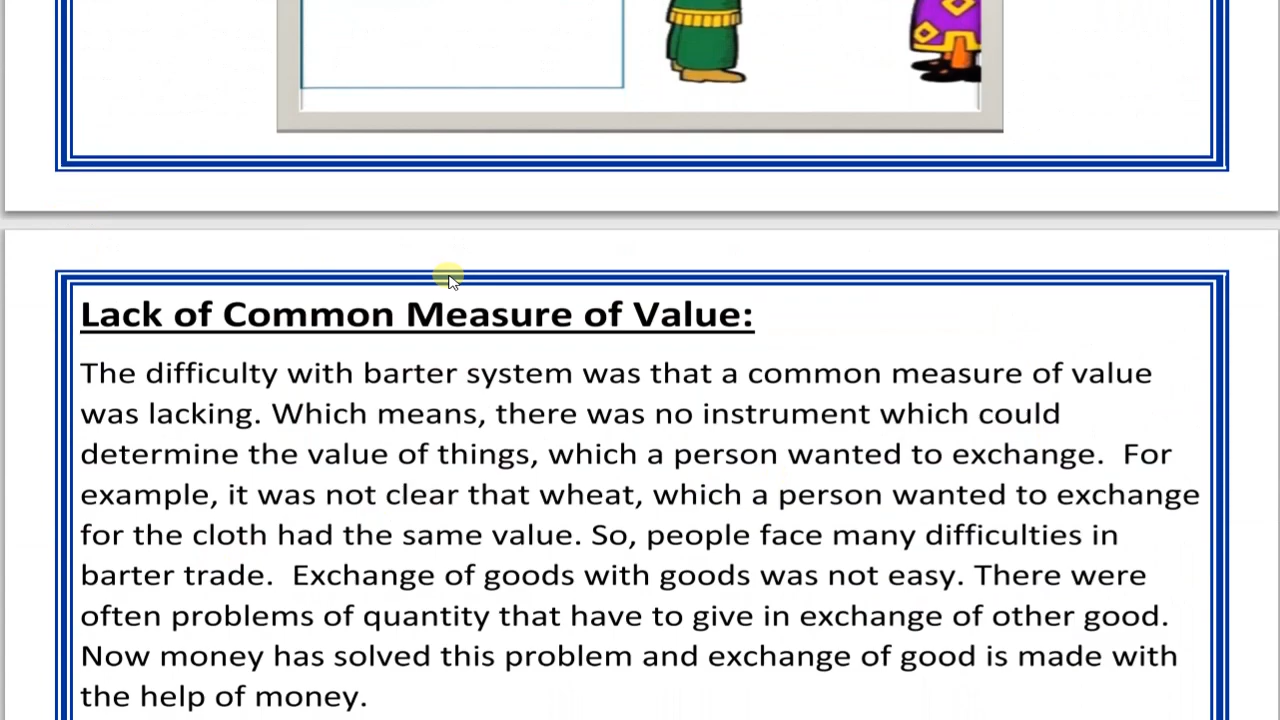 Lack of Common Measure of Value:
The difficulty with barter system was that a common measure of value
was lacking. Which means, there was no instrument which could
determine the value of things, which a person wanted to exchange.  For
example, it was not clear that wheat, which a person wanted to exchange
for the cloth had the same value. So, people face many difficulties in
barter trade.  Exchange of goods with goods was not easy. There were
often problems of quantity that have to give in exchange of other good.
Now money has solved this problem and exchange of good is made with
the help of money.